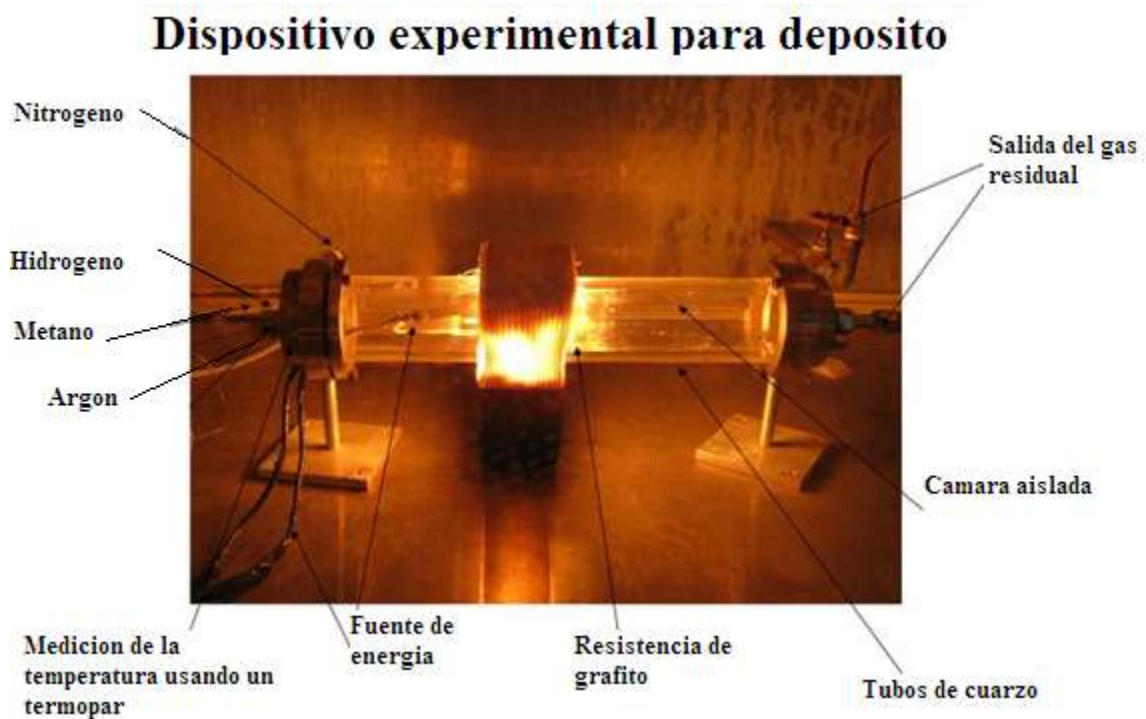 Dispositivo experimental para deposito
Nitrogeno
Salida del gas
residual
Hidrogeno
Metano
Argon
Camara aislada
Medicion de la
temperatura usando un
termopar
Fuente de
energia
Resistencia de
grafito
Tubos de cuarzo